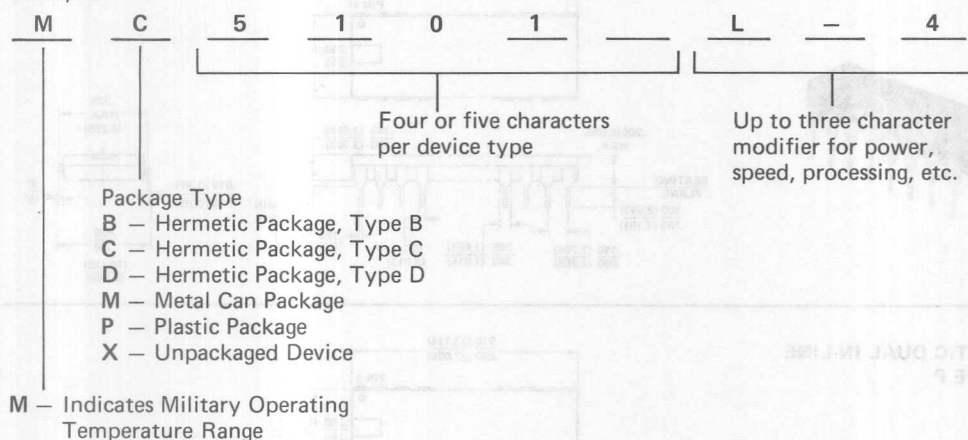 M C 5 1 0 1 L – 4
Four or five characters
per device type
Up to three character
modifier for power,
speed, processing, etc.
Package Type
B – Hermetic Package, Type B
C – Hermetic Package, Type C
D – Hermetic Package, Type D
M – Metal Can Package
P – Plastic Package
X – Unpackaged Device
M – Indicates Military Operating
Temperature Range